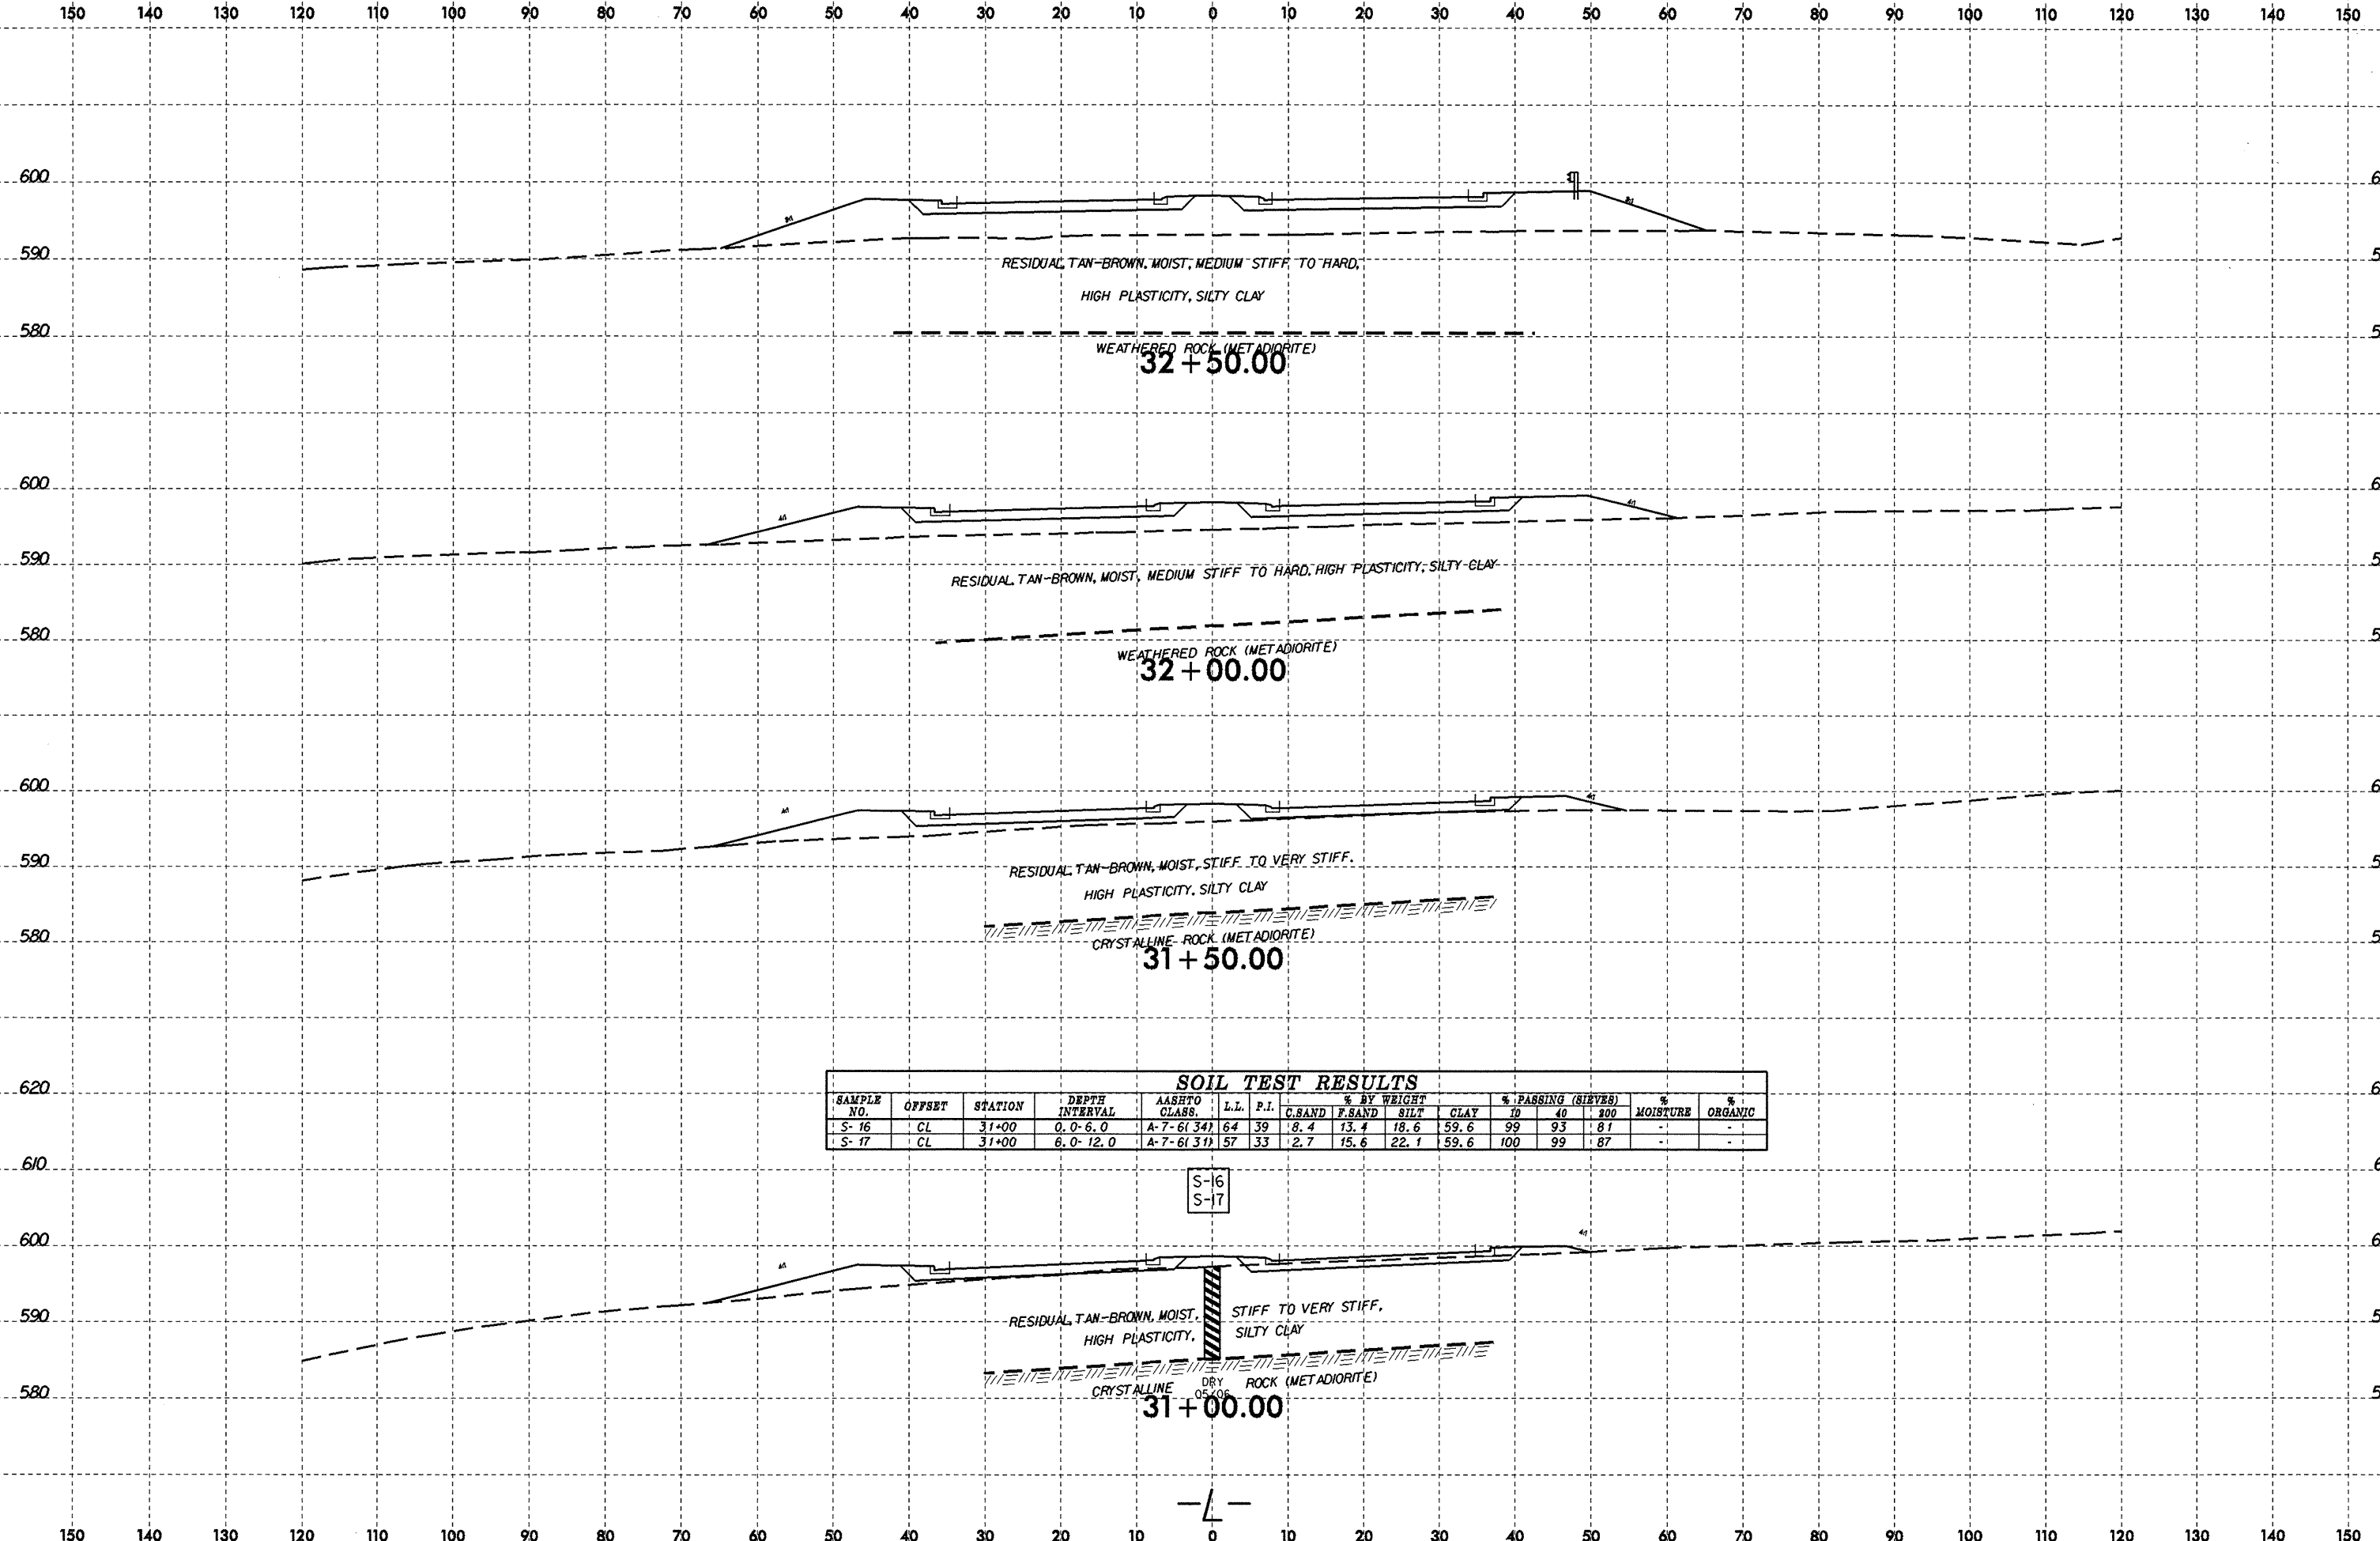 150 140 130 120 110 100 90 80 70 60 50 40 30 20 10 0 10 20 30 40 50 60 70 80 90 100 110 120 130 140 150
600
590
RESIDUAL, TAN-BROWN, MOIST, MEDIUM STIFF TO HARD,
HIGH PLASTICITY, SILTY CLAY
580
WEATHERED ROCK (METADIORITE)
32+50.00
600
590
RESIDUAL, TAN-BROWN, MOIST, MEDIUM STIFF TO HARD, HIGH PLASTICITY, SILTY CLAY
580
WEATHERED ROCK (METADIORITE)
32+00.00
600
590
RESIDUAL, TAN-BROWN, MOIST, STIFF TO VERY STIFF,
HIGH PLASTICITY, SILTY CLAY
580
CRYSTALLINE ROCK (METADIORITE)
31+50.00
620
SOIL TEST RESULTS
SAMPLE NO. OFFSET STATION DEPTH INTERVAL AASHTO CLASS. L.L. P.I. % BY WEIGHT C.SAND F.SAND SILT CLAY % PASSING (SIEVES) 10 40 200 % MOISTURE % ORGANIC
S-16 CL 31+00 0.0-6.0 A-7-6(34) 64 39 8.4 13.4 18.6 59.6 99 93 81 - -
S-17 CL 31+00 6.0-12.0 A-7-6(31) 57 33 2.7 15.6 22.1 59.6 100 99 87 - -
610
S-16
S-17
600
590
RESIDUAL, TAN-BROWN, MOIST, STIFF TO VERY STIFF,
HIGH PLASTICITY, SILTY CLAY
580
CRYSTALLINE ROCK (METADIORITE)
DRY
05/06
31+00.00
-L-
150 140 130 120 110 100 90 80 70 60 50 40 30 20 10 0 10 20 30 40 50 60 70 80 90 100 110 120 130 140 150